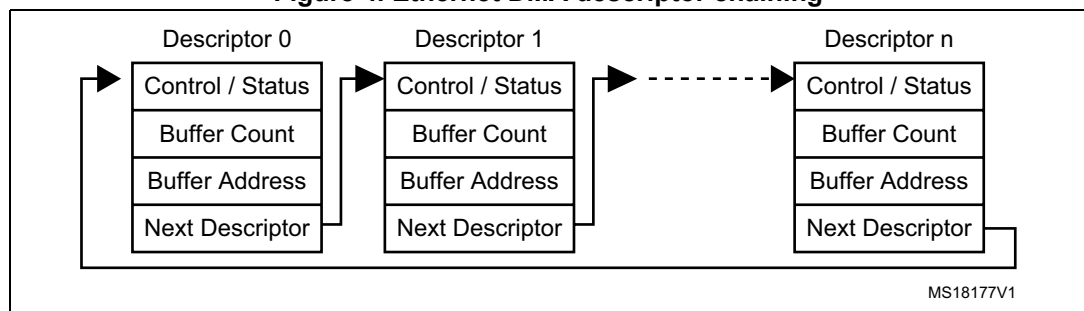 Figure 4. Ethernet DMA descriptor chaining
Descriptor 0
Descriptor 1
Descriptor n
Control / Status
Control / Status
Control / Status
Buffer Count
Buffer Count
Buffer Count
Buffer Address
Buffer Address
Buffer Address
Next Descriptor
Next Descriptor
Next Descriptor
MS18177V1